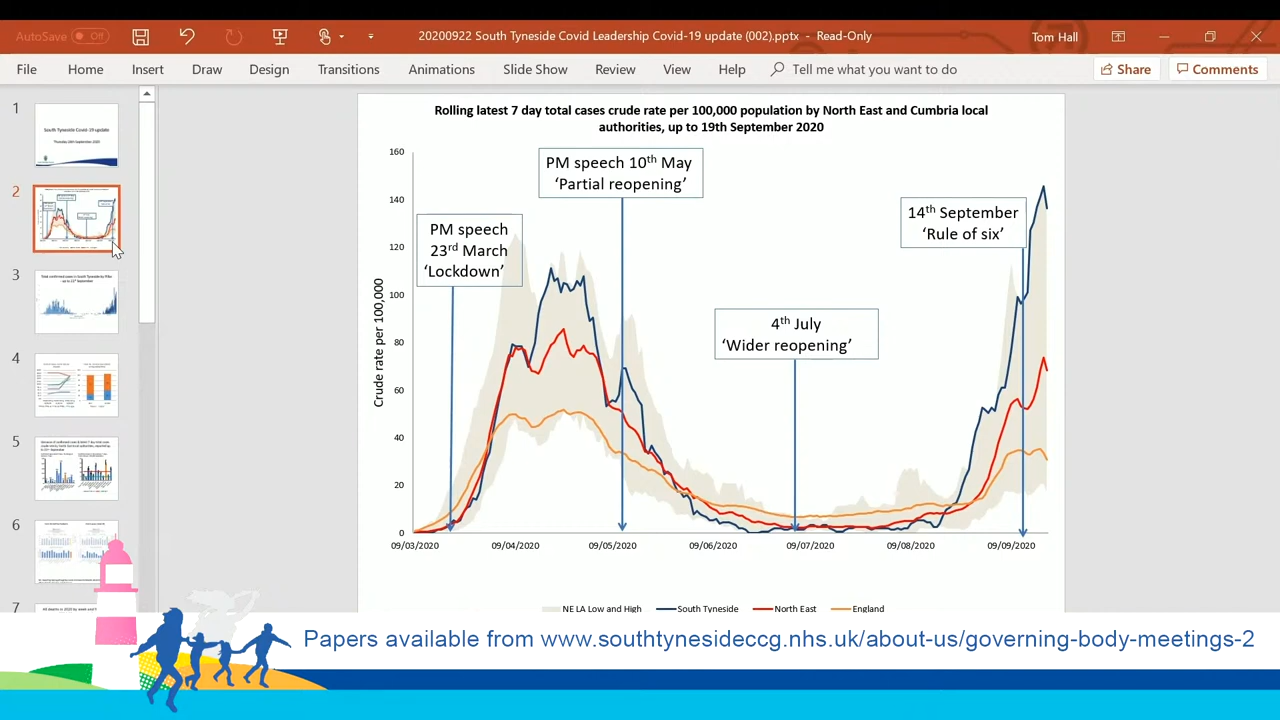 AutoSave Off
20200922 South Tyneside Covid Leadership Covid-19 update (002).pptx - Read-Only
Tom Hall
File Home Insert Draw Design Transitions Animations Slide Show Review View Help Tell me what you want to do Share Comments
1
South Tyneside Covid-19 update
2
3
4
5
6
7
Rolling latest 7 day total cases crude rate per 100,000 population by North East and Cumbria local
authorities, up to 19th September 2020
Crude rate per 100,000
160
140
120
100
80
60
40
20
0
PM speech
23rd March
‘Lockdown’
PM speech 10th May
‘Partial reopening’
4th July
‘Wider reopening’
14th September
‘Rule of six’
09/03/2020 09/04/2020 09/05/2020 09/06/2020 09/07/2020 09/08/2020 09/09/2020
NE LA Low and High South Tyneside North East England
Papers available from www.southtynesideccg.nhs.uk/about-us/governing-body-meetings-2